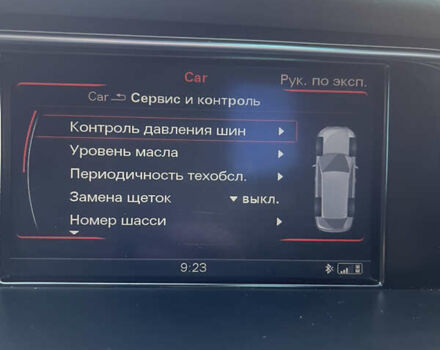 Car
Рук. по эксп.
Car Сервис и контроль
Контроль давления шин
Уровень масла
Периодичность техобсл.
Замена щеток выкл.
Номер шасси
9:23